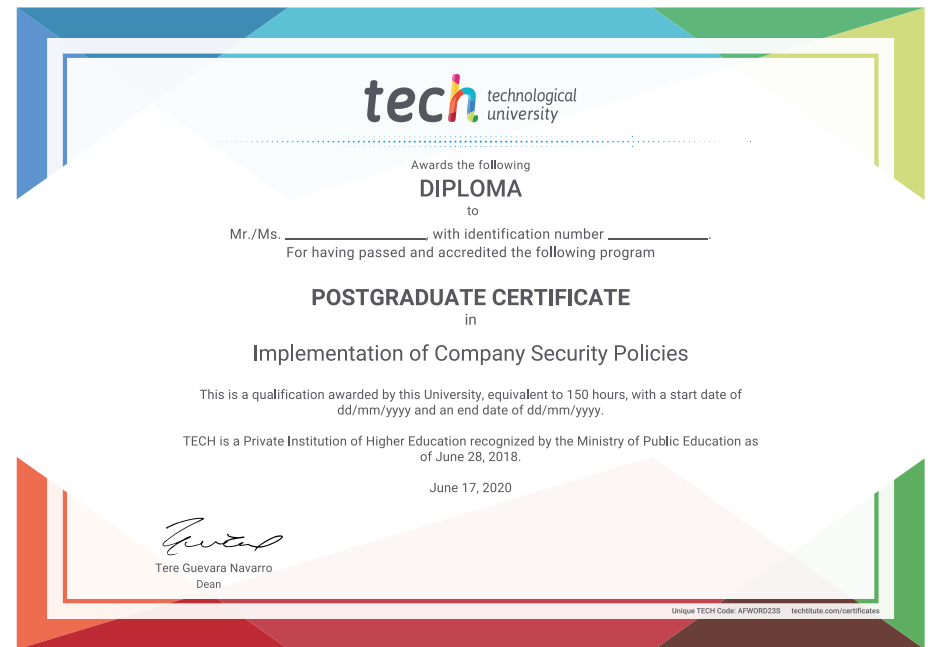 tech technological
university
Awards the following
DIPLOMA
to
Mr./Ms. ____________________, with identification number ______________.
For having passed and accredited the following program
POSTGRADUATE CERTIFICATE
in
Implementation of Company Security Policies
This is a qualification awarded by this University, equivalent to 150 hours, with a start date of
dd/mm/yyyy and an end date of dd/mm/yyyy.
TECH is a Private Institution of Higher Education recognized by the Ministry of Public Education as
of June 28, 2018.
June 17, 2020
Tere Guevara Navarro
Dean
Unique TECH Code: AFWORD23S techtitute.com/certificates